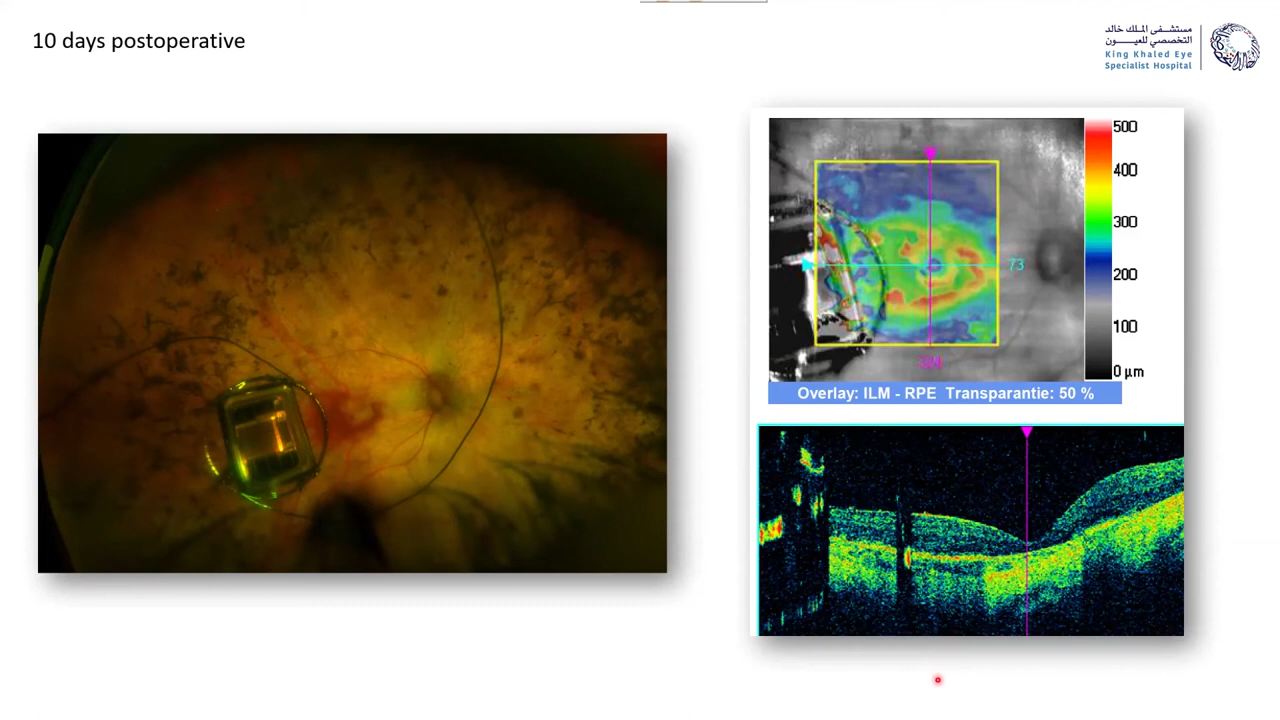 10 days postoperative
مستشفى الملك خالد
التخصصي للعيون
King Khaled Eye
Specialist Hospital
500
400
300
200
100
0 µm
73
Overlay: ILM - RPE Transparantie: 50 %